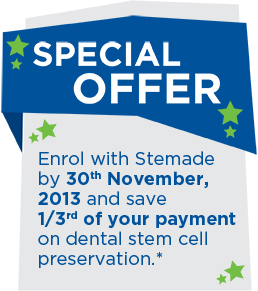 SPECIAL
OFFER
Enrol with Stemade
by 30th November,
2013 and save
1/3rd of your payment
on dental stem cell
preservation.*